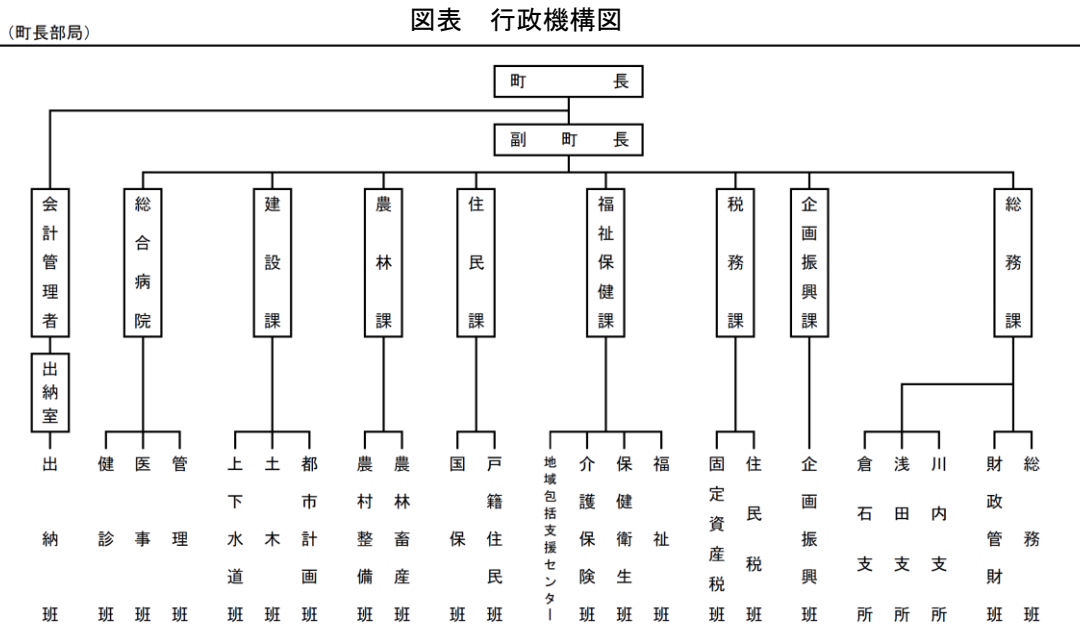 図表　行政機構図
（町長部局）
町長
副町長
会計管理者
総合病院
建設課
農林課
住民課
福祉保健課
税務課
企画振興課
総務課
出納室
出納班
健診班
医事班
管理班
上下水道班
土木班
都市計画班
農村整備班
農林畜産班
国保班
戸籍住民班
地域包括支援センター
介護保険班
保健衛生班
福祉班
固定資産税班
住民税班
企画振興班
倉石支所
浅田支所
川内支所
財政管財班
総務班